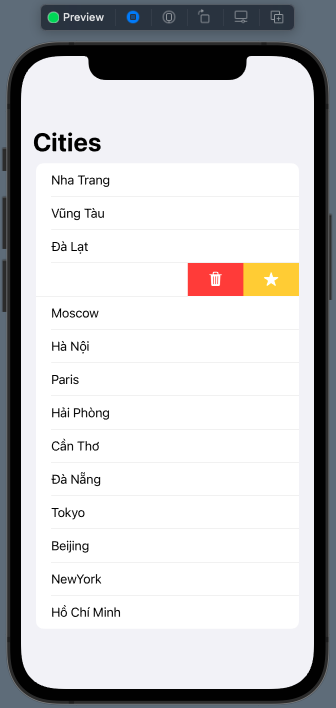 Preview
Cities
Nha Trang
Vũng Tàu
Đà Lạt
Moscow
Hà Nội
Paris
Hải Phòng
Cần Thơ
Đà Nẵng
Tokyo
Beijing
NewYork
Hồ Chí Minh